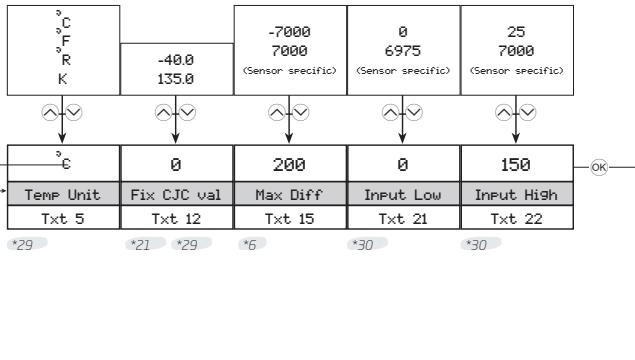 °C
°F
°R
K
-40.0
135.0
-7000
7000
(Sensor specific)
0
6975
(Sensor specific)
25
7000
(Sensor specific)
°C 0 200 0 150 OK
Temp Unit Fix CJC val Max Diff Input Low Input High
Txt 5 Txt 12 Txt 15 Txt 21 Txt 22
*29 *21 *29 *6 *30 *30